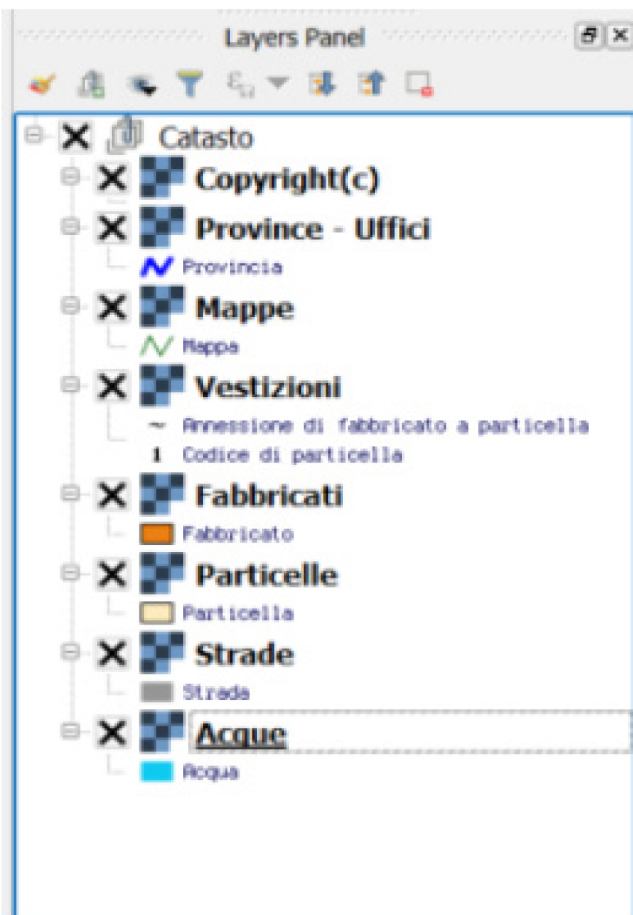 Layers Panel
Catasto
Copyright(c)
Province - Uffici
Provincia
Mappe
Mappa
Vestizioni
Annessione di fabbricato a particella
1 Codice di particella
Fabbricati
Fabbricato
Particelle
Particella
Strade
Strada
Acque
Acqua